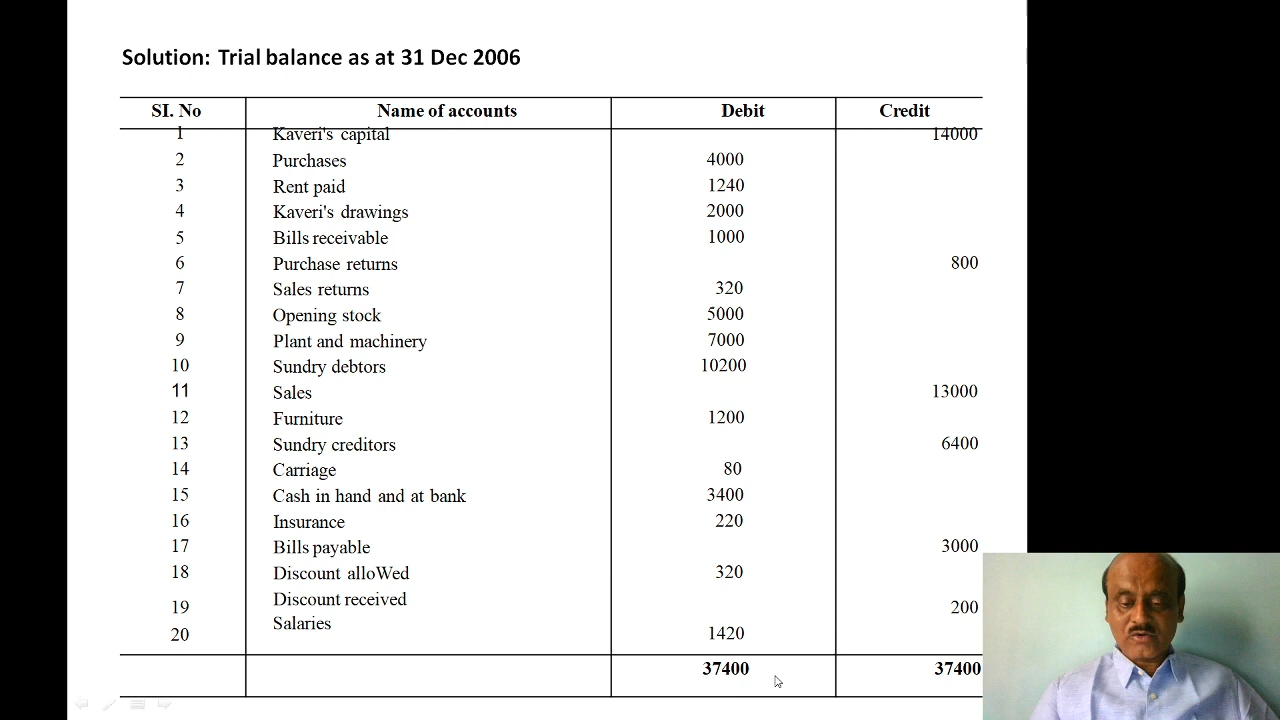 Solution: Trial balance as at 31 Dec 2006
SI. No Name of accounts Debit Credit
1 Kaveri's capital 14000
2 Purchases 4000
3 Rent paid 1240
4 Kaveri's drawings 2000
5 Bills receivable 1000
6 Purchase returns 800
7 Sales returns 320
8 Opening stock 5000
9 Plant and machinery 7000
10 Sundry debtors 10200
11 Sales 13000
12 Furniture 1200
13 Sundry creditors 6400
14 Carriage 80
15 Cash in hand and at bank 3400
16 Insurance 220
17 Bills payable 3000
18 Discount alloWed 320
19 Discount received 200
20 Salaries 1420
37400 37400